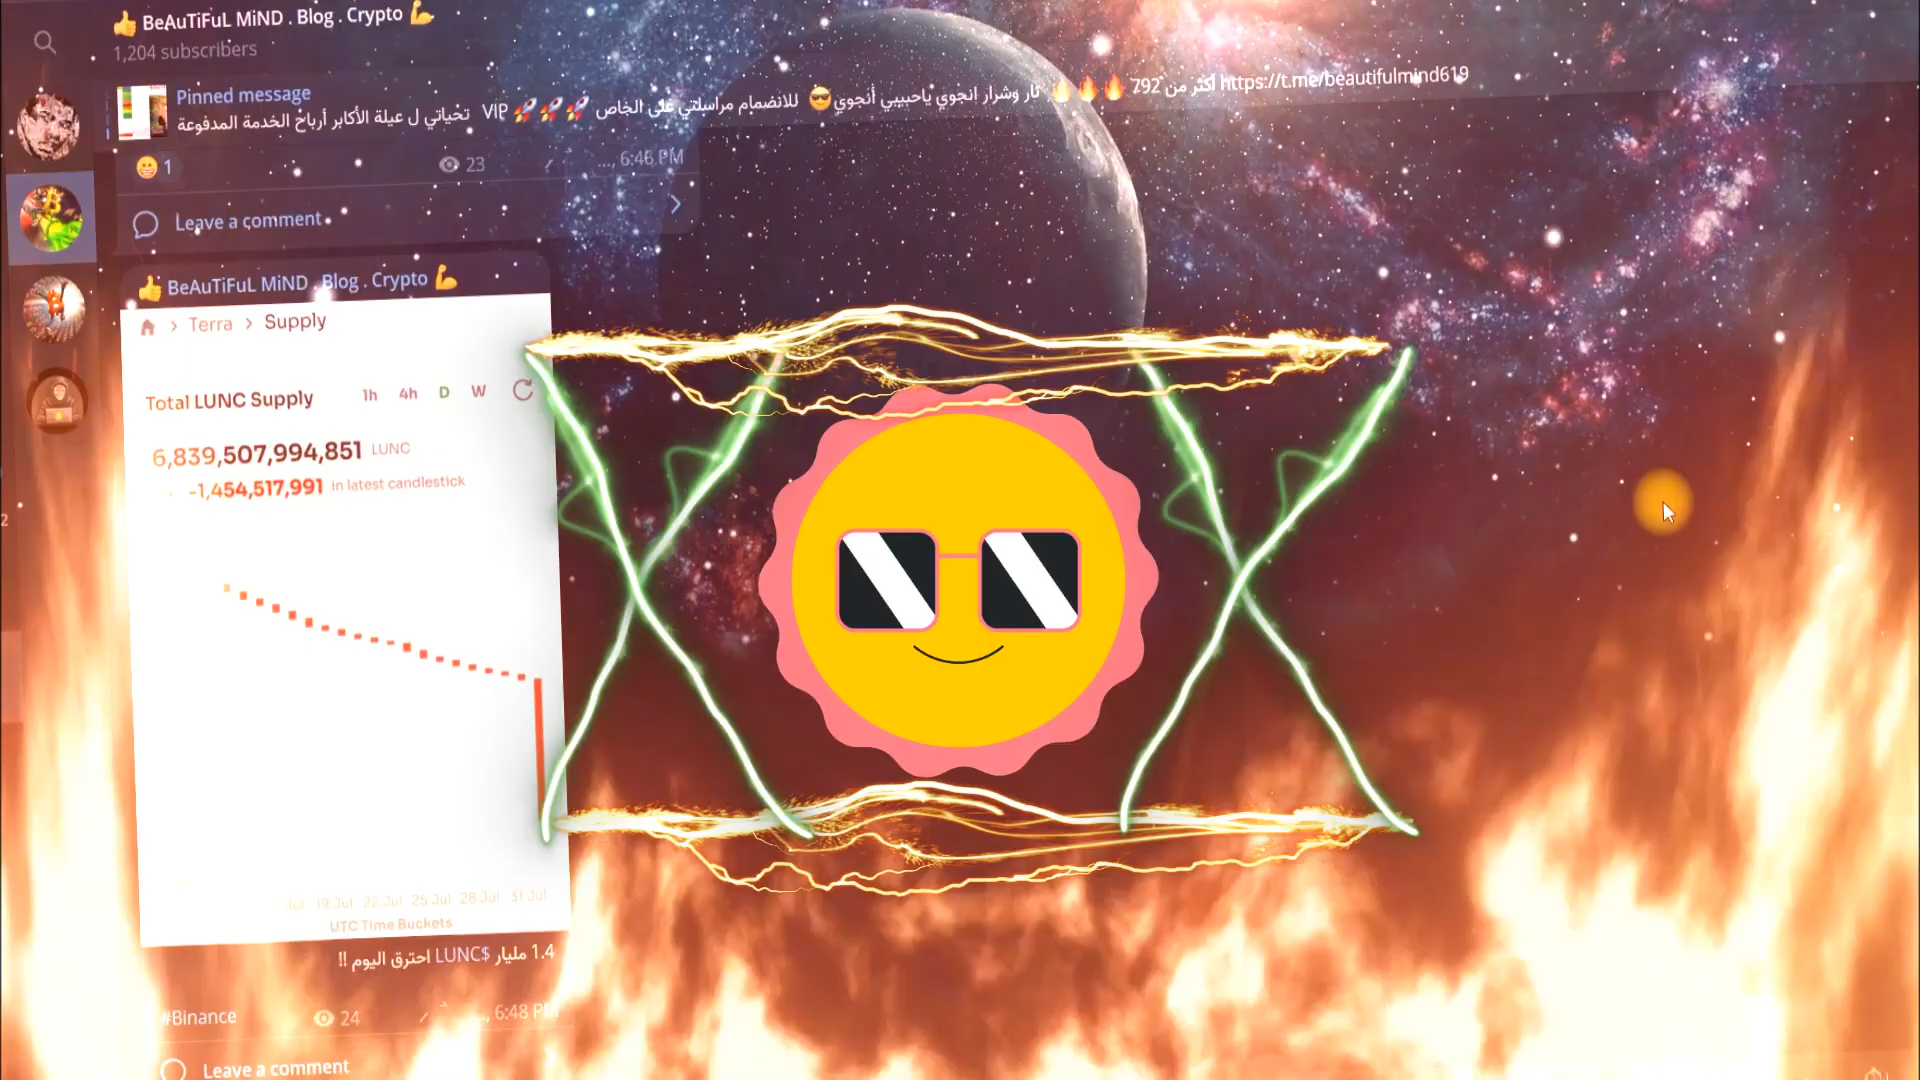 👍 BeAuTiFuL MiND . Blog . Crypto 💪
1,204 subscribers
Pinned message
تحياتي ل عيلة الأكابر أرباح الخدمة المدفوعة VIP 🚀🚀🚀 للانضمام مراسلتي على الخاص 😎 نار وشرار انجوي ياحبيبي أنجوي 🔥🔥🔥 اكثر من 792 https://t.me/beautifulmind619
😀 1
23
6:46 PM
Leave a comment
👍 BeAuTiFuL MiND . Blog . Crypto 💪
Terra > Supply
Total LUNC Supply 1h 4h D W
6,839,507,994,851 LUNC
-1,454,517,991 in latest candlestick
Jul 19 Jul 22 Jul 25 Jul 28 Jul 31 Jul
UTC Time Buckets
1.4 مليار $LUNC احترق اليوم !!
#Binance
24
6:48 PM
Leave a comment
2